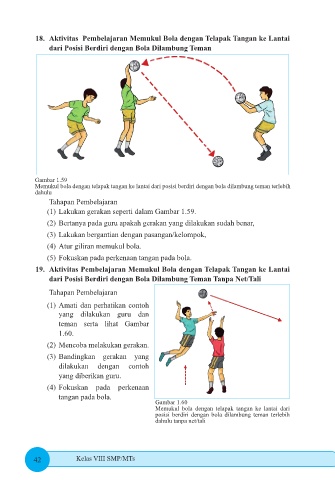 18. Aktivitas Pembelajaran Memukul Bola dengan Telapak Tangan ke Lantai
dari Posisi Berdiri dengan Bola Dilambung Teman
Gambar 1.59
Memukul bola dengan telapak tangan ke lantai dari posisi berdiri dengan bola dilambung teman terlebih
dahulu
Tahapan Pembelajaran
(1) Lakukan gerakan seperti dalam Gambar 1.59.
(2) Bertanya pada guru apakah gerakan yang dilakukan sudah benar,
(3) Lakukan bergantian dengan pasangan/kelompok,
(4) Atur giliran memukul bola.
(5) Fokuskan pada perkenaan tangan pada bola.
19. Aktivitas Pembelajaran Memukul Bola dengan Telapak Tangan ke Lantai
dari Posisi Berdiri dengan Bola Dilambung Teman Tanpa Net/Tali
Tahapan Pembelajaran
(1) Amati dan perhatikan contoh
yang dilakukan guru dan
teman serta lihat Gambar
1.60.
(2) Mencoba melakukan gerakan.
(3) Bandingkan gerakan yang
dilakukan dengan contoh
yang diberikan guru.
(4) Fokuskan pada perkenaan
tangan pada bola.
Gambar 1.60
Memukul bola dengan telapak tangan ke lantai dari
posisi berdiri dengan bola dilambung teman terlebih
dahulu tanpa net/tali
42 Kelas VIII SMP/MTs